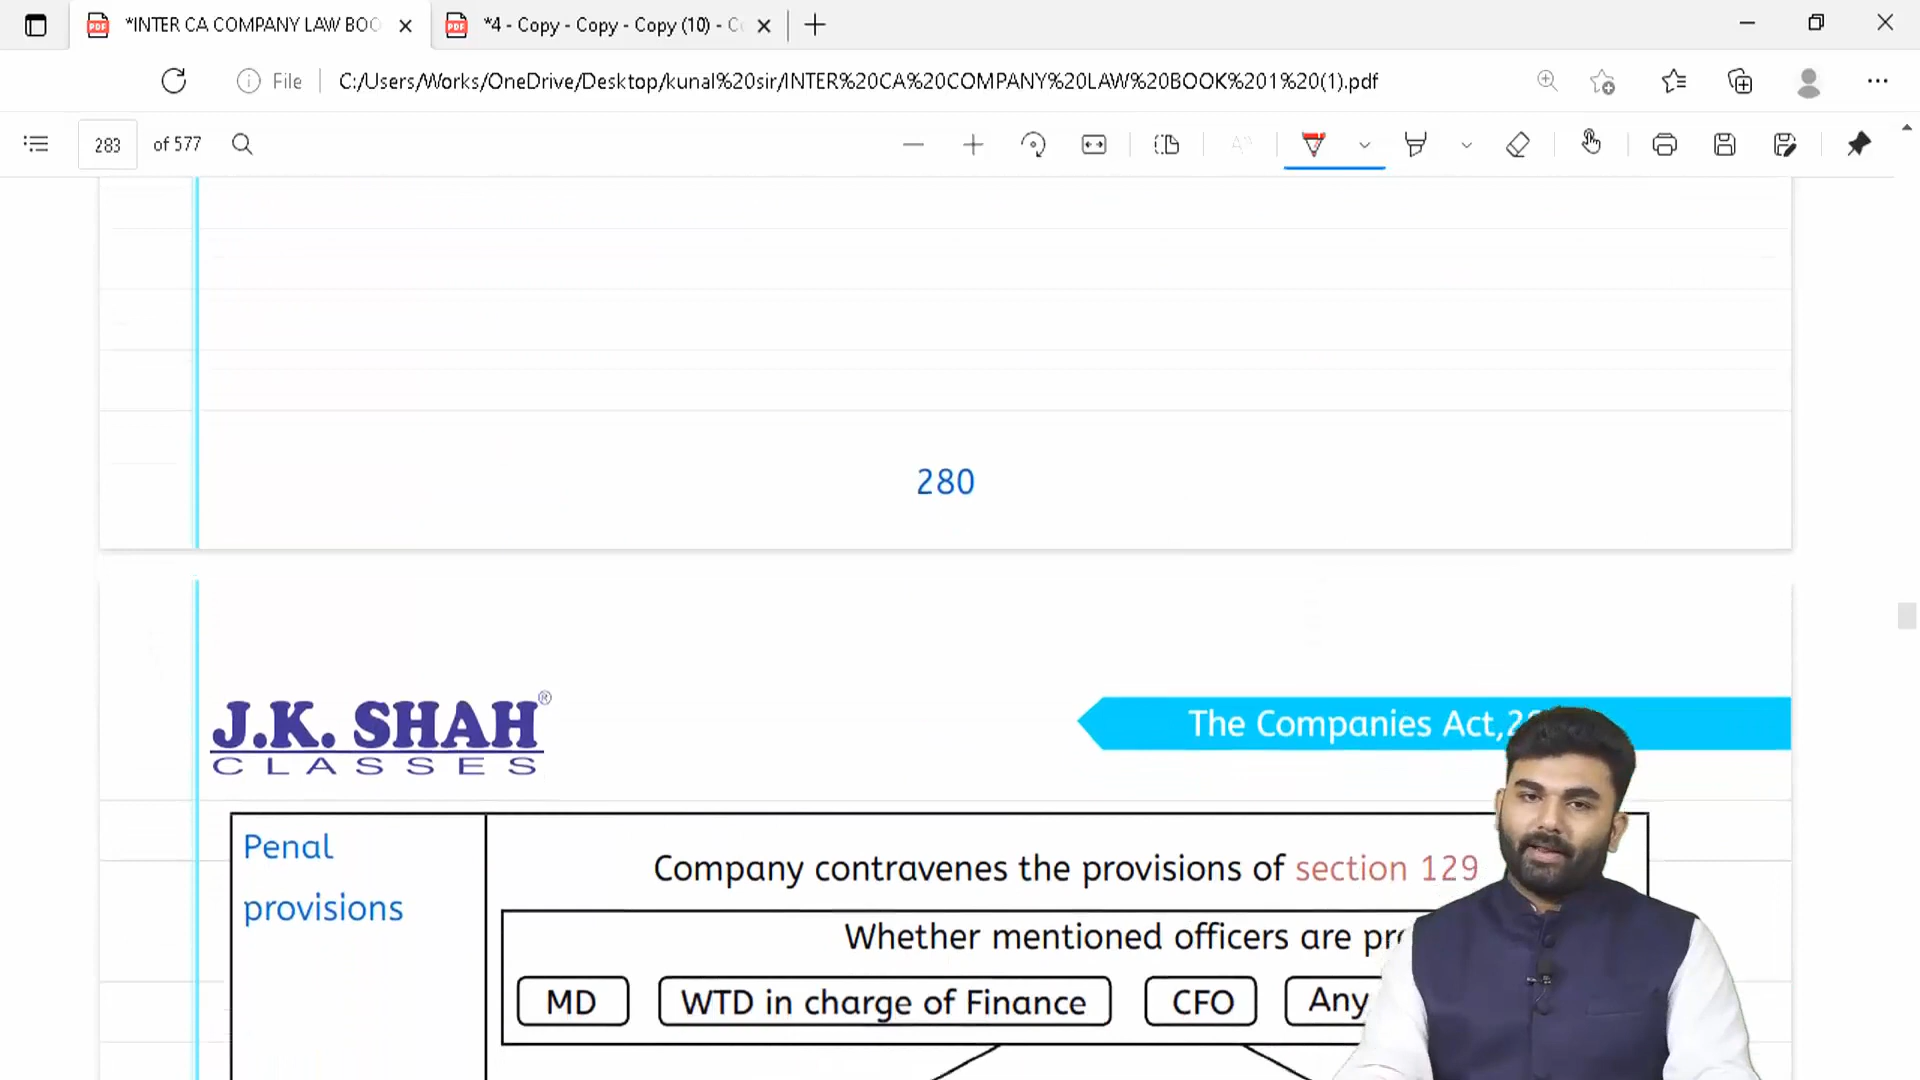 *INTER CA COMPANY LAW BOO
*4 - Copy - Copy - Copy (10) - C
File
C:/Users/Works/OneDrive/Desktop/kunal%20sir/INTER%20CA%20COMPANY%20LAW%20BOOK%201%20(1).pdf
283 of 577
280
J.K. SHAH®
CLASSES
The Companies Act,2
Penal
provisions
Company contravenes the provisions of section 129
Whether mentioned officers are
MD
WTD in charge of Finance
CFO
Any